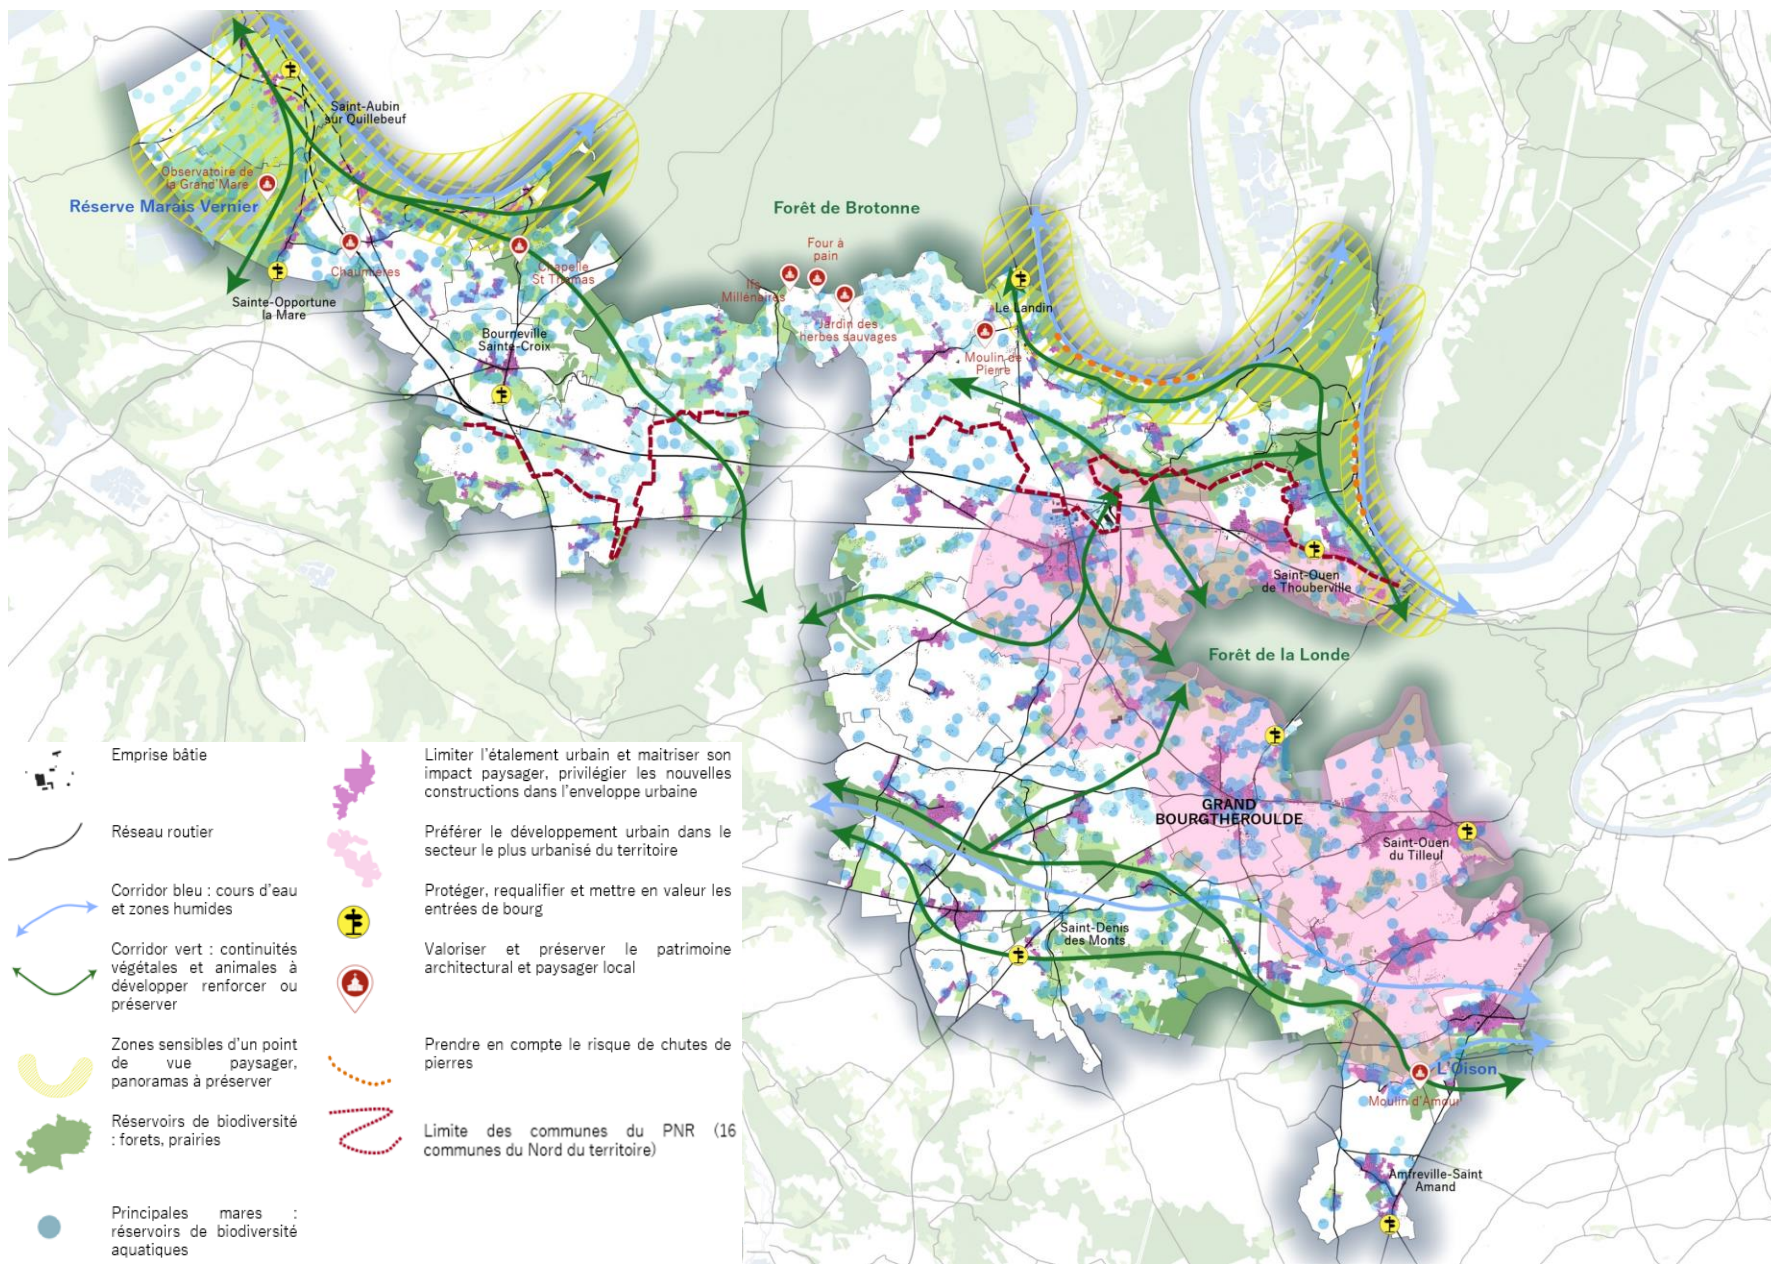 Saint-Aubin
sur Quillebeuf
Observatoire de
la Grand'Mare
Réserve Marais Vernier
Chaumières
Chapelle
St Thomas
Sainte-Opportune
la Mare
Bourneville
Sainte-Croix
Forêt de Brotonne
Four à
pain
Ifs
Millénaires
Jardin des
herbes sauvages
Le Landin
Moulin de
Pierre
Saint-Ouen
de Thouberville
Forêt de la Londe
GRAND
BOURGTHEROULDE
Saint-Ouen
du Tilleul
Saint-Denis
des Monts
L'Oison
Moulin d'Amour
Amfreville-Saint
Amand
Emprise bâtie
Réseau routier
Corridor bleu : cours d'eau
et zones humides
Corridor vert : continuités
végétales et animales à
développer renforcer ou
préserver
Zones sensibles d'un point
de vue paysager,
panoramas à préserver
Réservoirs de biodiversité
: forets, prairies
Principales mares :
réservoirs de biodiversité
aquatiques
Limiter l'étalement urbain et maitriser son
impact paysager, privilégier les nouvelles
constructions dans l'enveloppe urbaine
Préférer le développement urbain dans le
secteur le plus urbanisé du territoire
Protéger, requalifier et mettre en valeur les
entrées de bourg
Valoriser et préserver le patrimoine
architectural et paysager local
Prendre en compte le risque de chutes de
pierres
Limite des communes du PNR (16
communes du Nord du territoire)